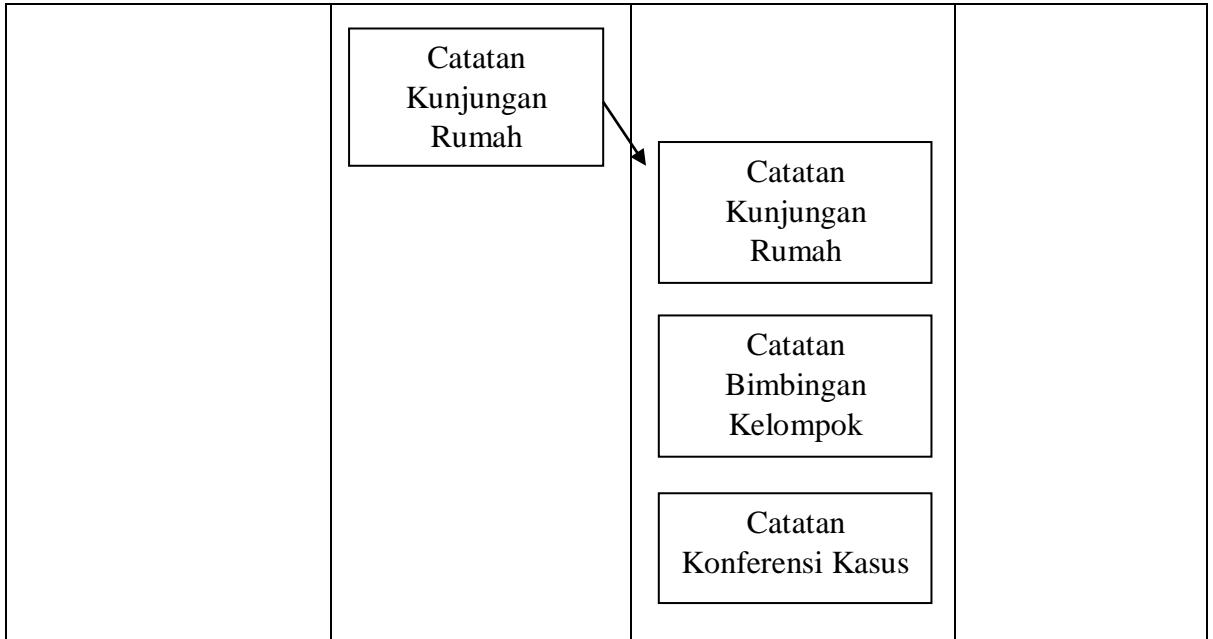 Catatan
Kunjungan
Rumah
Catatan
Kunjungan
Rumah
Catatan
Bimbingan
Kelompok
Catatan
Konferensi Kasus